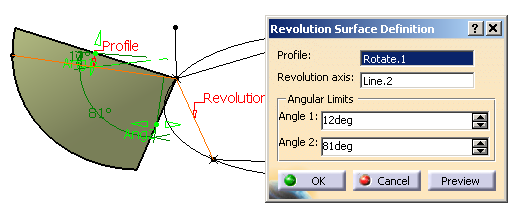 Revolution Surface Definition
Profile: Rotate.1
Revolution axis: Line.2
Angular Limits
Angle 1: 12deg
Angle 2: 81deg
OK Cancel Preview
Profile
81°
Revolution